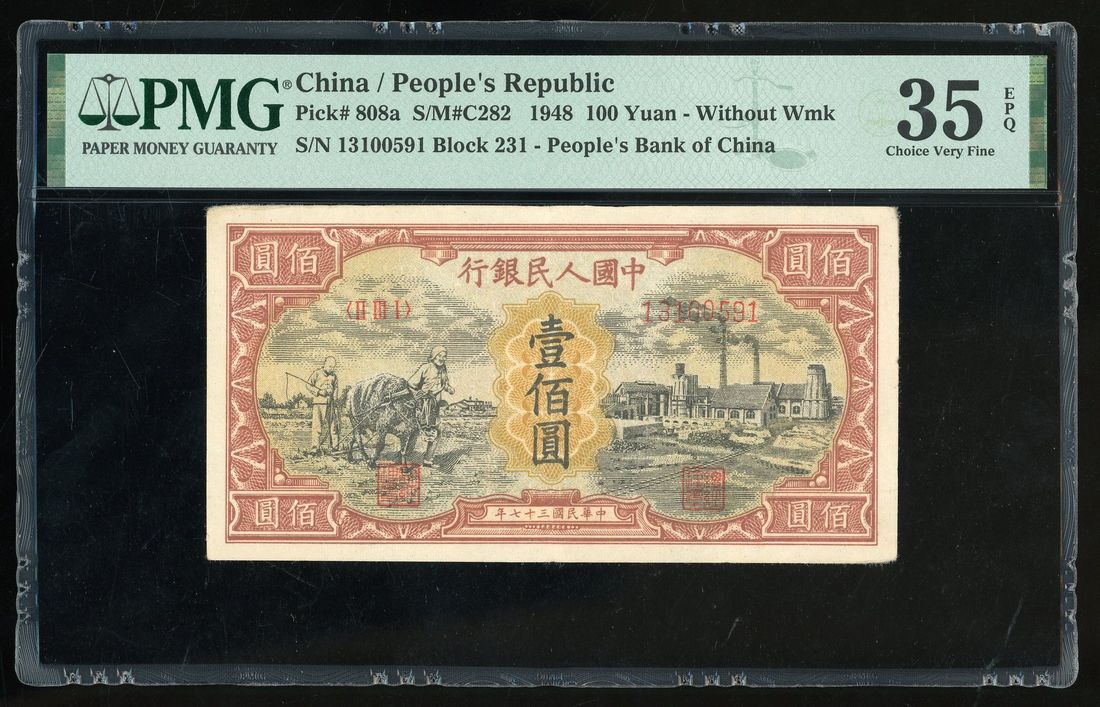 PMG®
PAPER MONEY GUARANTY
China / People's Republic
Pick# 808a S/M#C282 1948 100 Yuan - Without Wmk
S/N 13100591 Block 231 - People's Bank of China
35
EPQ
Choice Very Fine
圓佰
圓佰
行銀民人國中
〈II III I〉
13100591
壹佰圓
圓佰
圓佰
年七十三國民華中